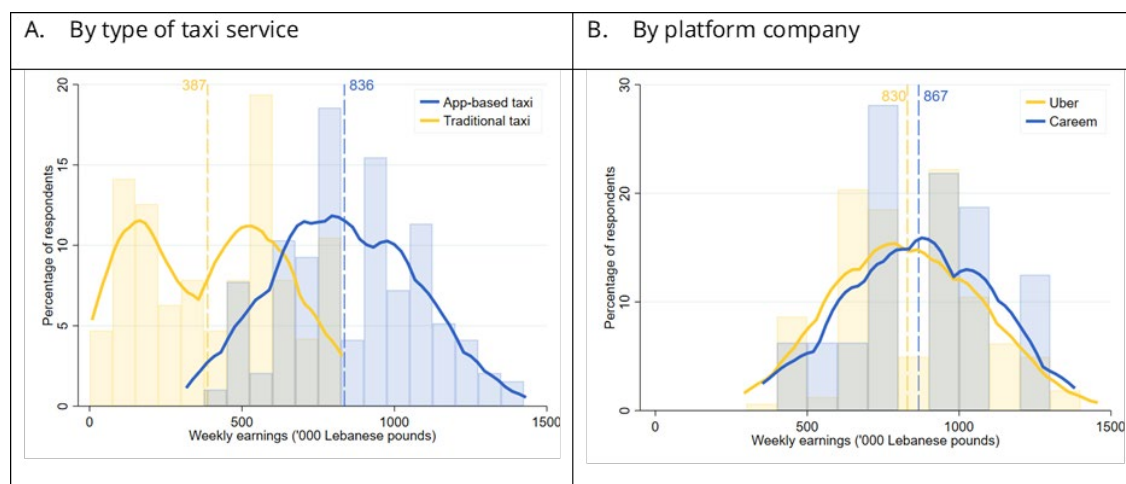 A. By type of taxi service
20
15
10
5
0
Percentage of respondents
387
836
App-based taxi
Traditional taxi
0 500 1000 1500
Weekly earnings ('000 Lebanese pounds)
B. By platform company
30
20
10
0
Percentage of respondents
830
867
Uber
Careem
0 500 1000 1500
Weekly earnings ('000 Lebanese pounds)